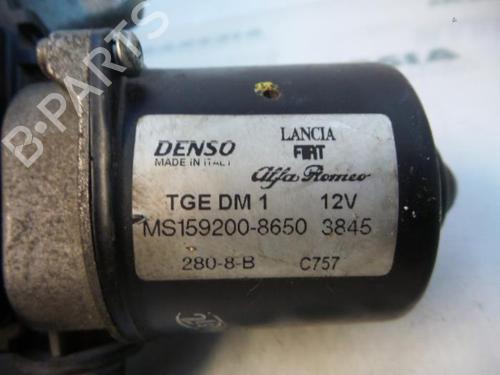 B-PARTS
DENSO
MADE IN ITALY
LANCIA
FIAT
Alfa Romeo
TGE DM 1 12V
MS159200-8650 3845
280-8-B C757